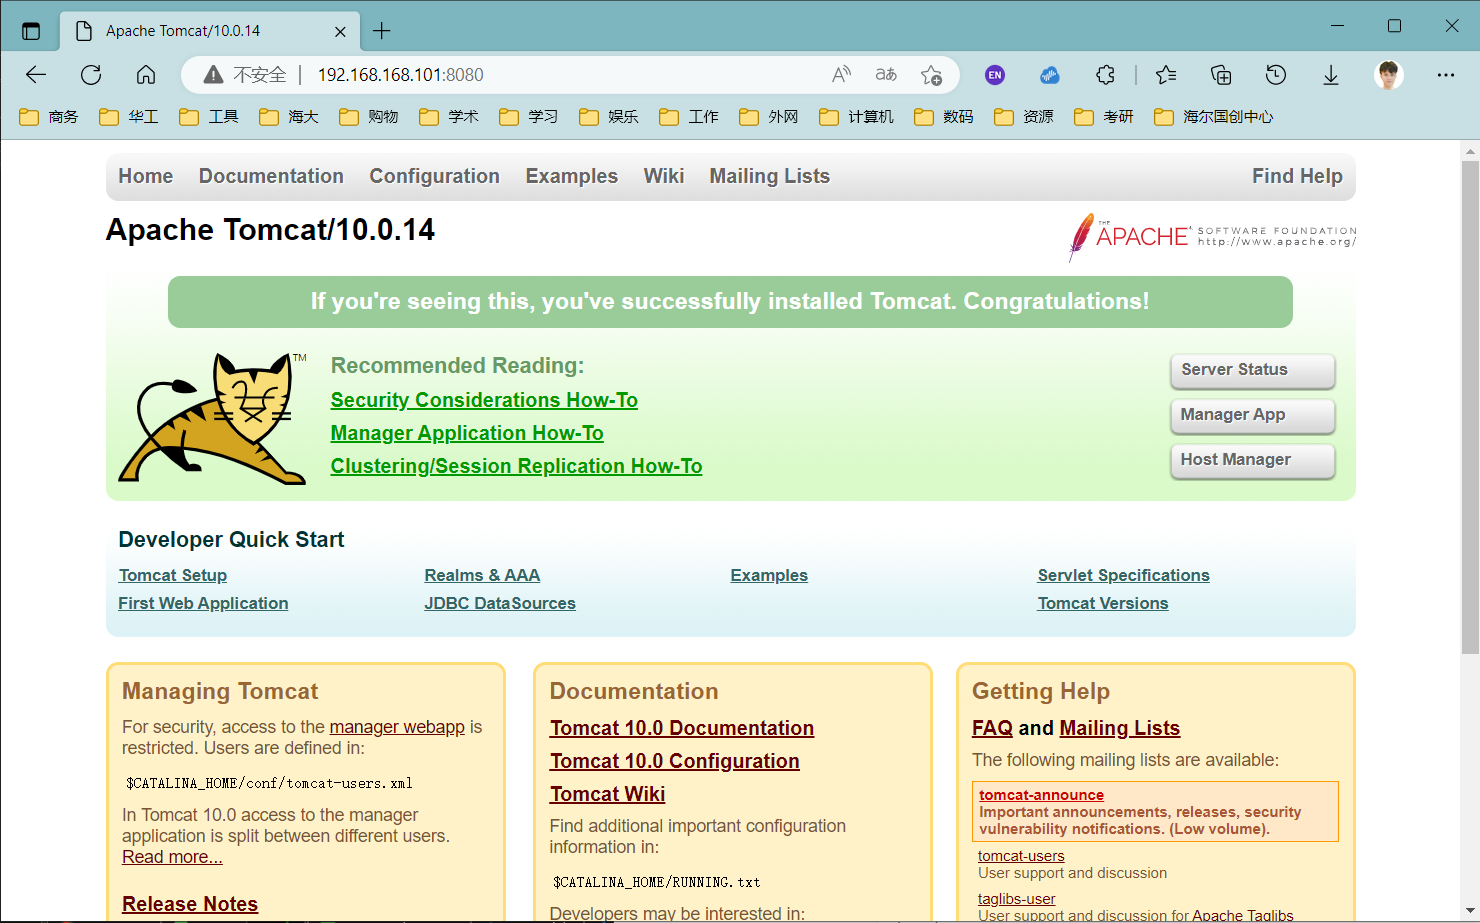 Apache Tomcat/10.0.14
不安全 | 192.168.168.101:8080
EN
商务 华工 工具 海大 购物 学术 学习 娱乐 工作 外网 计算机 数码 资源 考研 海尔国创中心
Home Documentation Configuration Examples Wiki Mailing Lists Find Help
Apache Tomcat/10.0.14
THE APACHE SOFTWARE FOUNDATION
http://www.apache.org/
If you're seeing this, you've successfully installed Tomcat. Congratulations!
TM
Recommended Reading:
Security Considerations How-To
Manager Application How-To
Clustering/Session Replication How-To
Server Status
Manager App
Host Manager
Developer Quick Start
Tomcat Setup
First Web Application
Realms & AAA
JDBC DataSources
Examples
Servlet Specifications
Tomcat Versions
Managing Tomcat
For security, access to the manager webapp is
restricted. Users are defined in:
$CATALINA_HOME/conf/tomcat-users.xml
In Tomcat 10.0 access to the manager
application is split between different users.
Read more...
Release Notes
Documentation
Tomcat 10.0 Documentation
Tomcat 10.0 Configuration
Tomcat Wiki
Find additional important configuration
information in:
$CATALINA_HOME/RUNNING.txt
Developers may be interested in:
Getting Help
FAQ and Mailing Lists
The following mailing lists are available:
tomcat-announce
Important announcements, releases, security
vulnerability notifications. (Low volume).
tomcat-users
User support and discussion
taglibs-user
User support and discussion for Apache Taglibs